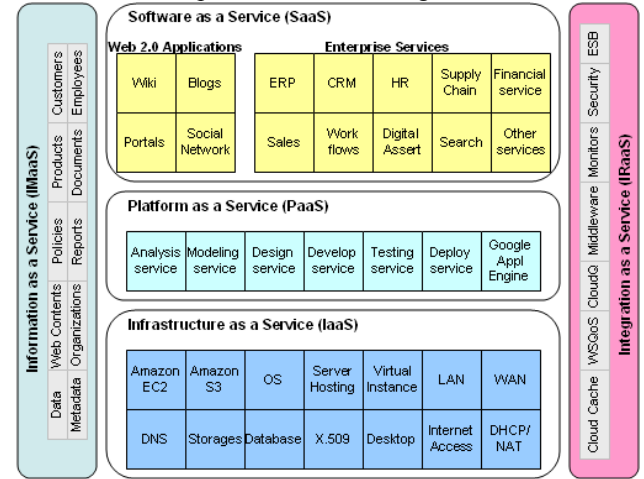 Software as a Service (SaaS)
Web 2.0 Applications
Enterprise Services
Wiki
Blogs
ERP
CRM
HR
Supply
Chain
Financial
service
Portals
Social
Network
Sales
Work
flows
Digital
Assert
Search
Other
services
Platform as a Service (PaaS)
Analysis
service
Modeling
service
Design
service
Develop
service
Testing
service
Deploy
service
Google
Appl
Engine
Infrastructure as a Service (IaaS)
Amazon
EC2
Amazon
S3
OS
Server
Hosting
Virtual
Instance
LAN
WAN
DNS
Storages
Database
X.509
Desktop
Internet
Access
DHCP/
NAT
Information as a Service (IMaaS)
Data
Metadata
Web Contents
Organizations
Policies
Reports
Products
Documents
Customers
Employees
Integration as a Service (IRaaS)
Cloud Cache
WSQoS
CloudQ
Middleware
Monitors
Security
ESB